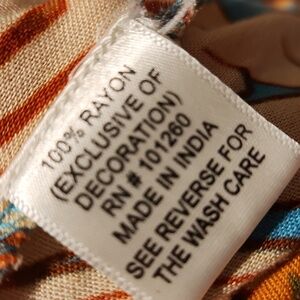 100% RAYON
(EXCLUSIVE OF
DECORATION)
RN # 101260
MADE IN INDIA
SEE REVERSE FOR
THE WASH CARE